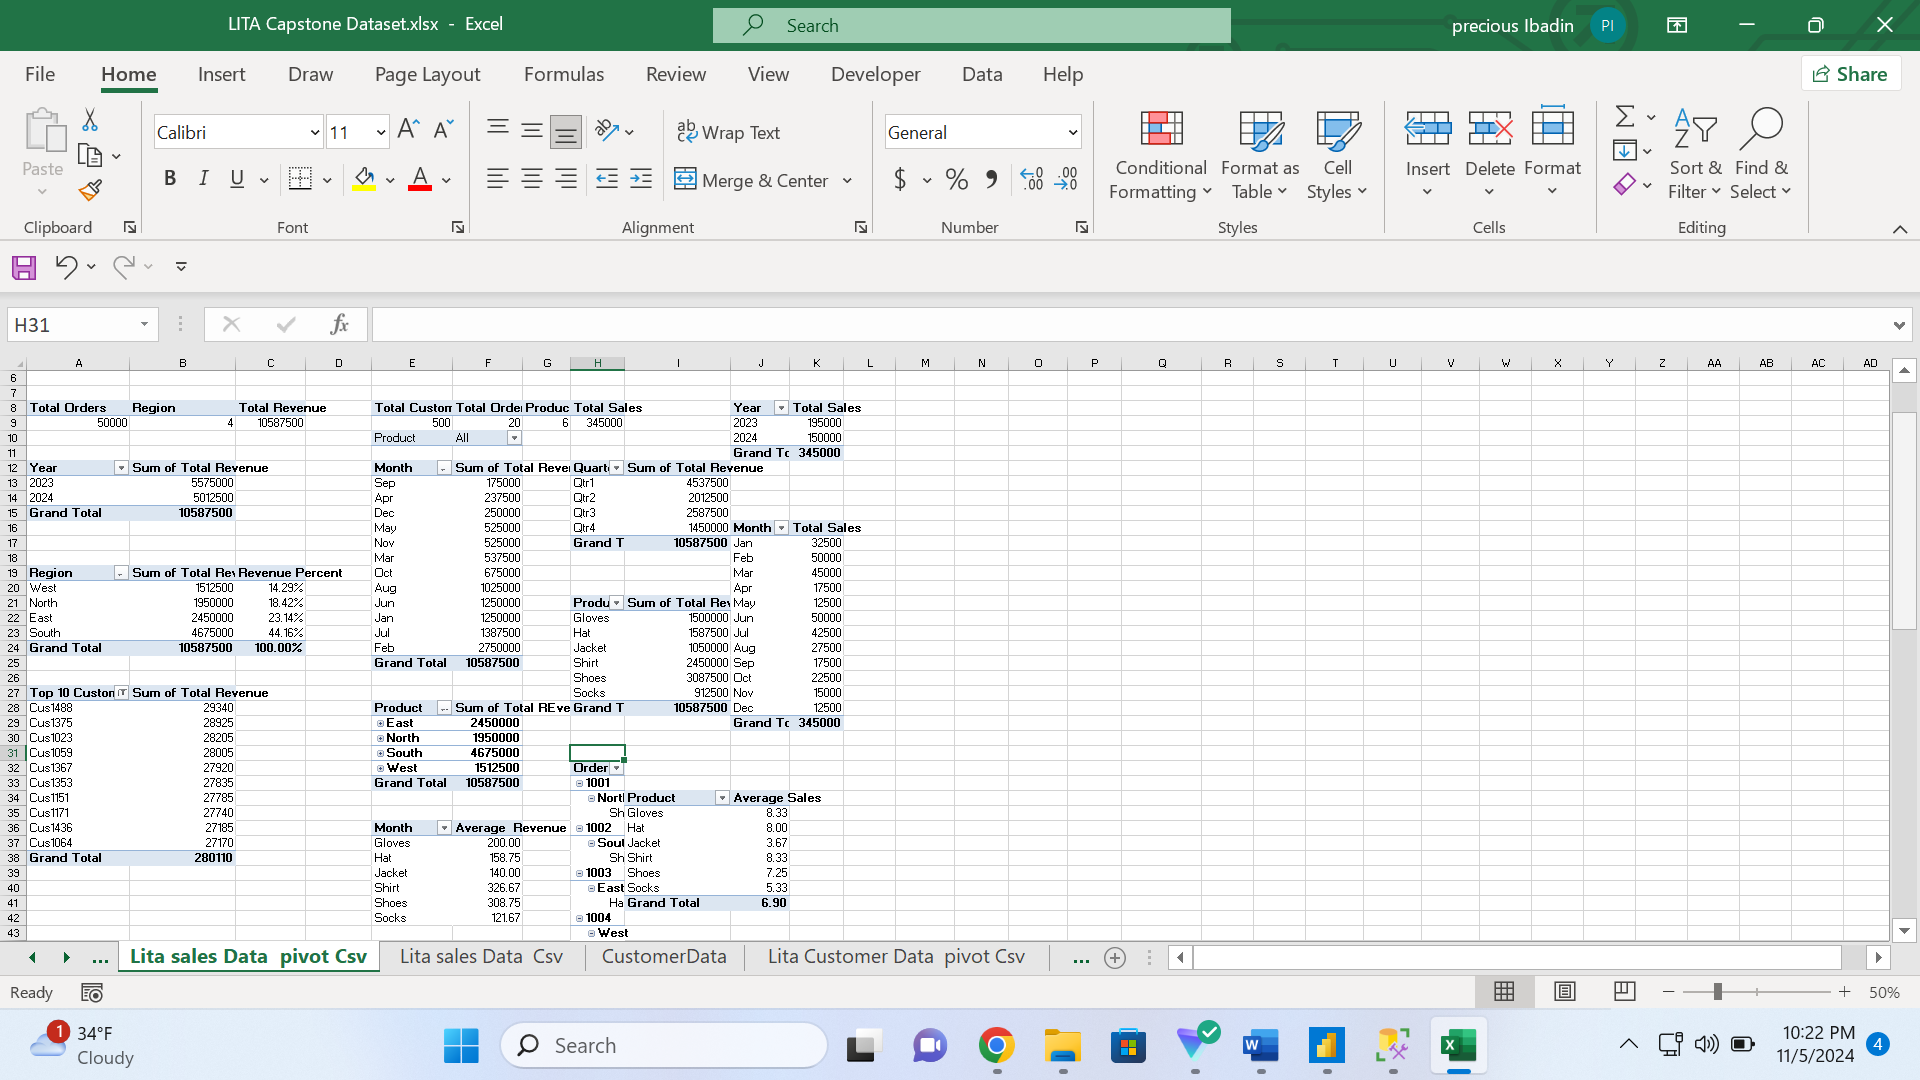 LITA Capstone Dataset.xlsx - Excel
Search
precious Ibadin
PI
File Home Insert Draw Page Layout Formulas Review View Developer Data Help
Share
Paste
Calibri 11
B I U A
ab Wrap Text
Merge & Center
General
$ % 9
Conditional Formatting
Format as Table
Cell Styles
Insert Delete Format
Sort & Filter
Find & Select
Clipboard Font Alignment Number Styles Cells Editing
H31 fx
A B C D E F G H I J K L M N O P Q R S T U V W X Y Z AA AB AC AD
6
7
8 Total Orders Region Total Revenue Total Custom Total Order Produc Total Sales Year Total Sales
9 50000 4 10587500 500 20 6 345000 2023 195000
10 Product All 2024 150000
11 Grand To 345000
12 Year Sum of Total Revenue Month Sum of Total Reve Quart Sum of Total Revenue
13 2023 5575000 Sep 175000 Qtr1 4537500
14 2024 5012500 Apr 237500 Qtr2 2012500
15 Grand Total 10587500 Dec 250000 Qtr3 2587500
16 May 525000 Qtr4 1450000 Month Total Sales
17 Nov 525000 Grand T 10587500 Jan 32500
18 Mar 537500 Feb 50000
19 Region Sum of Total Rev Revenue Percent Oct 675000 Mar 45000
20 West 1512500 14.29% Aug 1025000 Apr 17500
21 North 1950000 18.42% Jun 1250000 Produ Sum of Total Rev May 12500
22 East 2450000 23.14% Jan 1250000 Gloves 1500000 Jun 50000
23 South 4675000 44.16% Jul 1387500 Hat 1587500 Jul 42500
24 Grand Total 10587500 100.00% Feb 2750000 Jacket 1050000 Aug 27500
25 Grand Total 10587500 Shirt 2450000 Sep 17500
26 Shoes 3087500 Oct 22500
27 Top 10 Custom Sum of Total Revenue Socks 912500 Nov 15000
28 Cus1488 29340 Product Sum of Total REve Grand T 10587500 Dec 12500
29 Cus1375 28925 East 2450000 Grand To 345000
30 Cus1023 28205 North 1950000
31 Cus1059 28005 South 4675000
32 Cus1367 27920 West 1512500 Order
33 Cus1353 27835 Grand Total 10587500 1001
34 Cus1151 27785 Nort Product Average Sales
35 Cus1171 27740 Sh Gloves 8.33
36 Cus1436 27185 Month Average Revenue 1002 Hat 8.00
37 Cus1064 27170 Gloves 200.00 Sout Jacket 3.67
38 Grand Total 280110 Hat 158.75 Sh Shirt 8.33
39 Jacket 140.00 1003 Shoes 7.25
40 Shirt 326.67 East Socks 5.33
41 Shoes 308.75 Ha Grand Total 6.90
42 Socks 121.67 1004
43 West
... Lita sales Data pivot Csv Lita sales Data Csv CustomerData Lita Customer Data pivot Csv ...
Ready 50%
1 34°F
Cloudy
Search
10:22 PM
11/5/2024
4